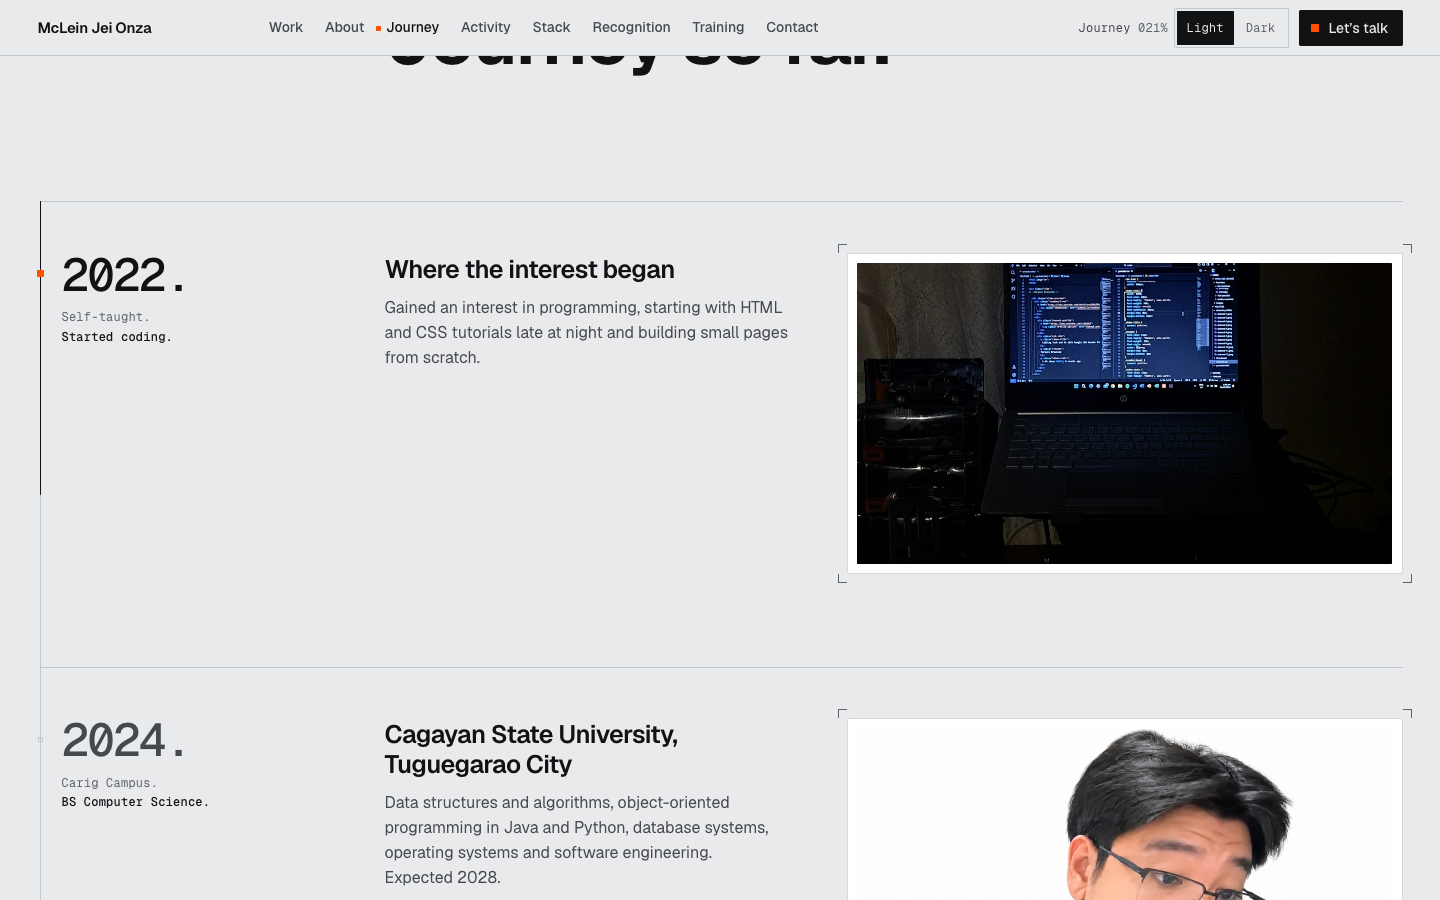 McLein Jei Onza
Work About Journey Activity Stack Recognition Training Contact
Journey 021% Light Dark Let's talk
Journey so far.
2022.
Self-taught.
Started coding.
Where the interest began
Gained an interest in programming, starting with HTML
and CSS tutorials late at night and building small pages
from scratch.
2024.
Carig Campus.
BS Computer Science.
Cagayan State University,
Tuguegarao City
Data structures and algorithms, object-oriented
programming in Java and Python, database systems,
operating systems and software engineering.
Expected 2028.